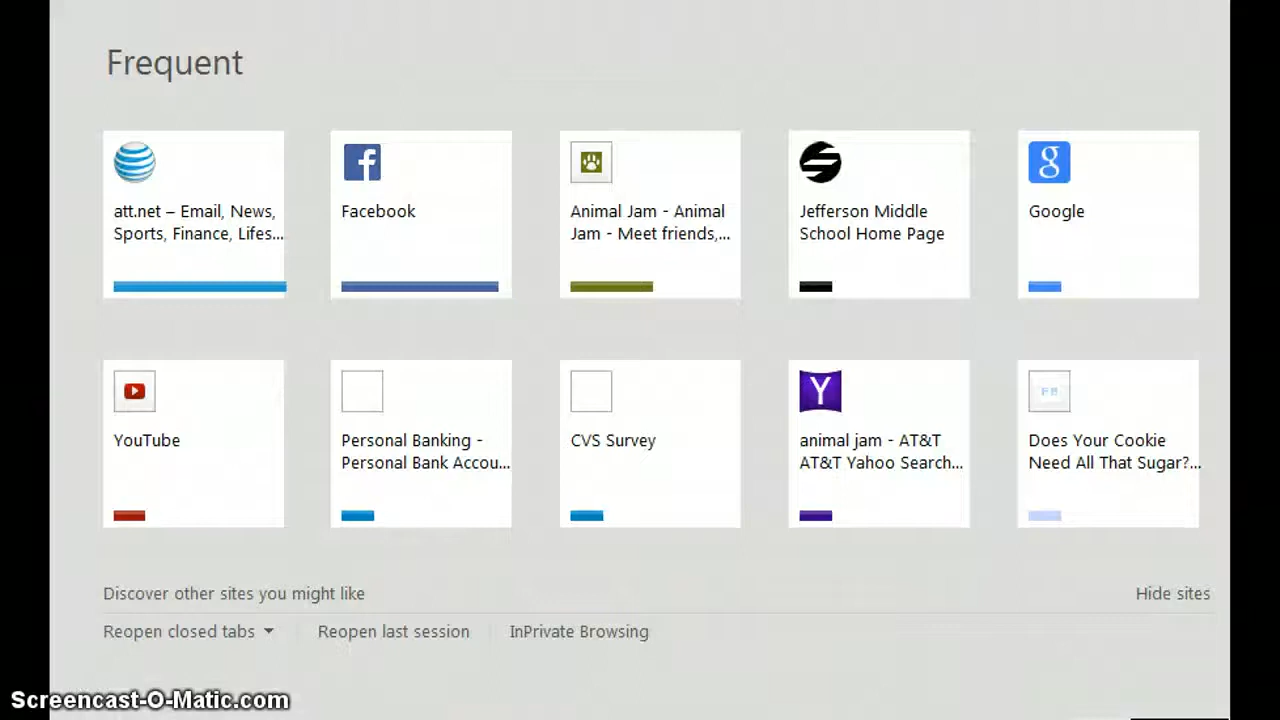 Frequent
att.net – Email, News,
Sports, Finance, Lifes...
Facebook
Animal Jam - Animal
Jam - Meet friends,...
Jefferson Middle
School Home Page
g
Google
YouTube
Personal Banking -
Personal Bank Accou...
CVS Survey
Y
animal jam - AT&T
AT&T Yahoo Search...
FB
Does Your Cookie
Need All That Sugar?...
Discover other sites you might like
Hide sites
Reopen closed tabs
Reopen last session
InPrivate Browsing
Screencast-O-Matic.com